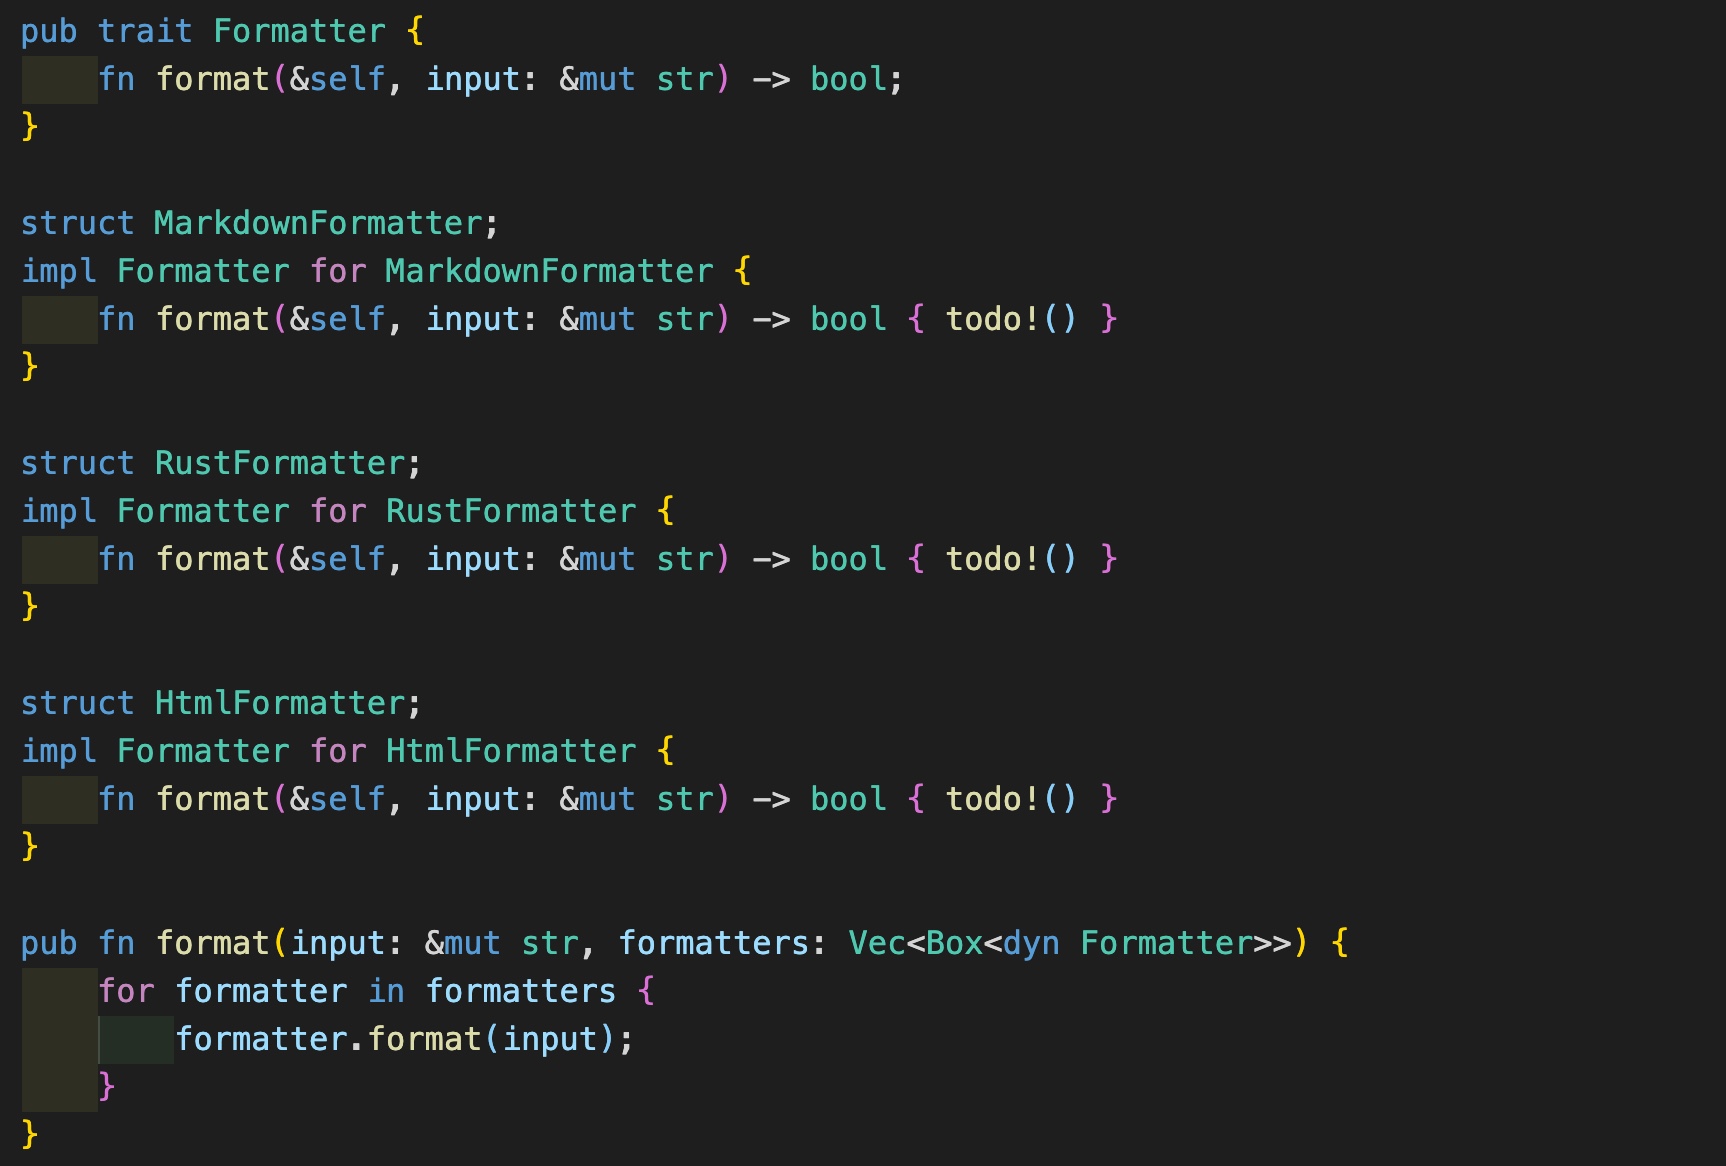 pub trait Formatter {
    fn format(&self, input: &mut str) -> bool;
}

struct MarkdownFormatter;
impl Formatter for MarkdownFormatter {
    fn format(&self, input: &mut str) -> bool { todo!() }
}

struct RustFormatter;
impl Formatter for RustFormatter {
    fn format(&self, input: &mut str) -> bool { todo!() }
}

struct HtmlFormatter;
impl Formatter for HtmlFormatter {
    fn format(&self, input: &mut str) -> bool { todo!() }
}

pub fn format(input: &mut str, formatters: Vec<Box<dyn Formatter>>) {
    for formatter in formatters {
        formatter.format(input);
    }
}